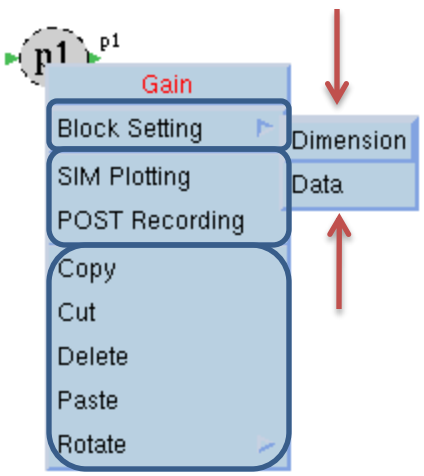 p1
p1
Gain
Block Setting
Dimension
Data
SIM Plotting
POST Recording
Copy
Cut
Delete
Paste
Rotate